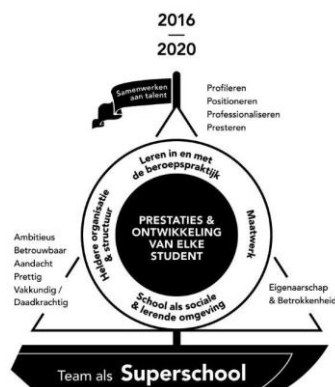 2016
2020
Samenwerken
aan talent
Profileren
Positioneren
Professionaliseren
Presteren
Leren in en met
de beroepspraktijk
Heldere organisatie
& structuur
Maatwerk
PRESTATIES &
ONTWIKKELING
VAN ELKE
STUDENT
School als sociale
& lerende omgeving
Ambitieus
Betrouwbaar
Aandacht
Prettig
Vakkundig /
Daadkrachtig
Eigenaarschap
& Betrokkenheid
Team als Superschool